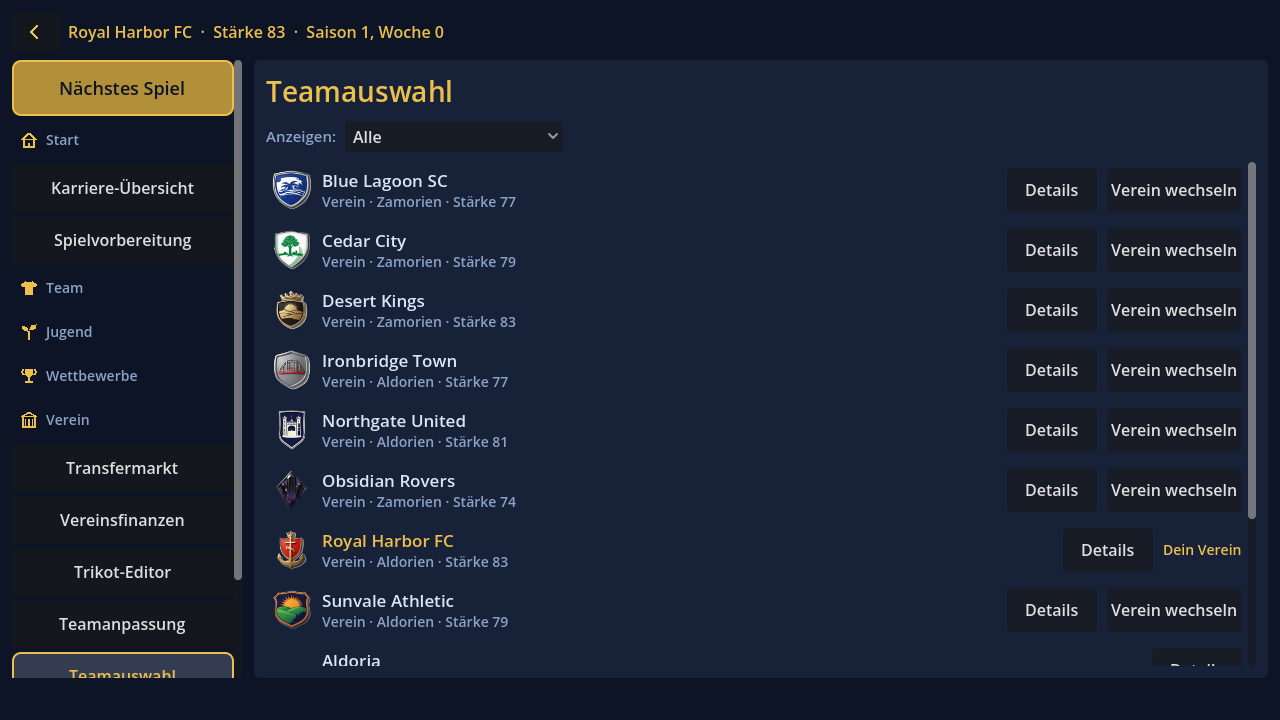 Royal Harbor FC · Stärke 83 · Saison 1, Woche 0
Nächstes Spiel
Start
Karriere-Übersicht
Spielvorbereitung
Team
Jugend
Wettbewerbe
Verein
Transfermarkt
Vereinsfinanzen
Trikot-Editor
Teamanpassung
Teamauswahl
Teamauswahl
Anzeigen: Alle
Blue Lagoon SC
Verein · Zamorien · Stärke 77
Details Verein wechseln
Cedar City
Verein · Zamorien · Stärke 79
Details Verein wechseln
Desert Kings
Verein · Zamorien · Stärke 83
Details Verein wechseln
Ironbridge Town
Verein · Aldorien · Stärke 77
Details Verein wechseln
Northgate United
Verein · Aldorien · Stärke 81
Details Verein wechseln
Obsidian Rovers
Verein · Zamorien · Stärke 74
Details Verein wechseln
Royal Harbor FC
Verein · Aldorien · Stärke 83
Details Dein Verein
Sunvale Athletic
Verein · Aldorien · Stärke 79
Details Verein wechseln
Aldoria
Details